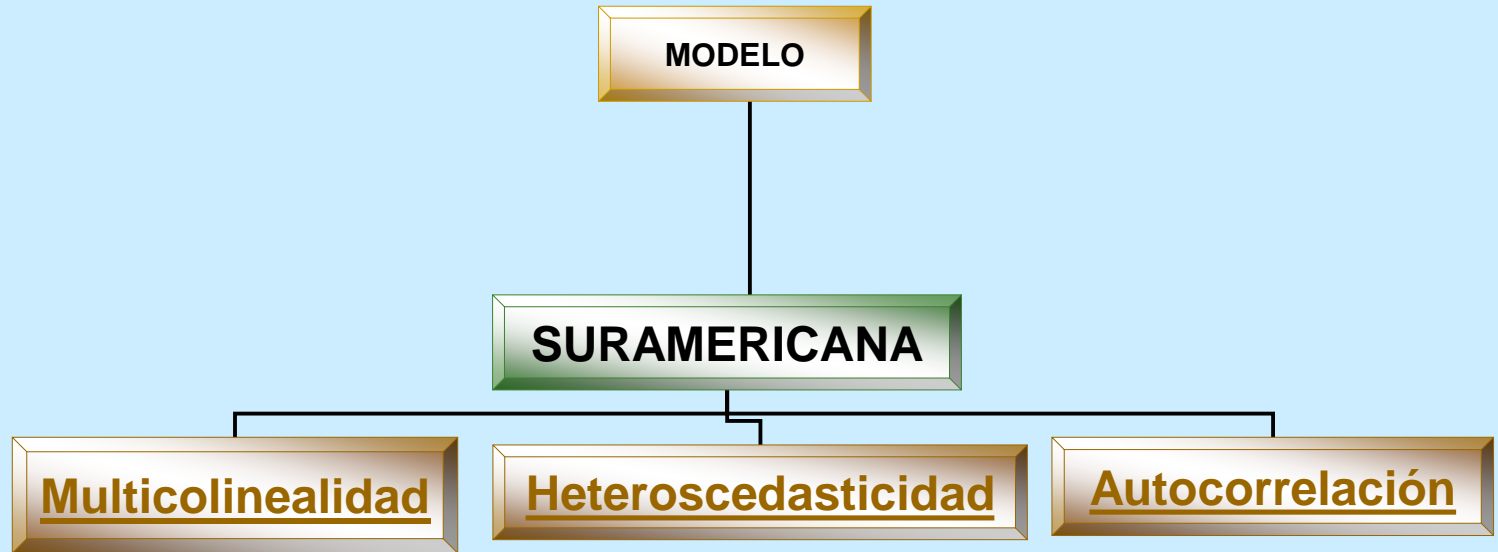 MODELO
SURAMERICANA
Multicolinealidad
Heteroscedasticidad
Autocorrelación